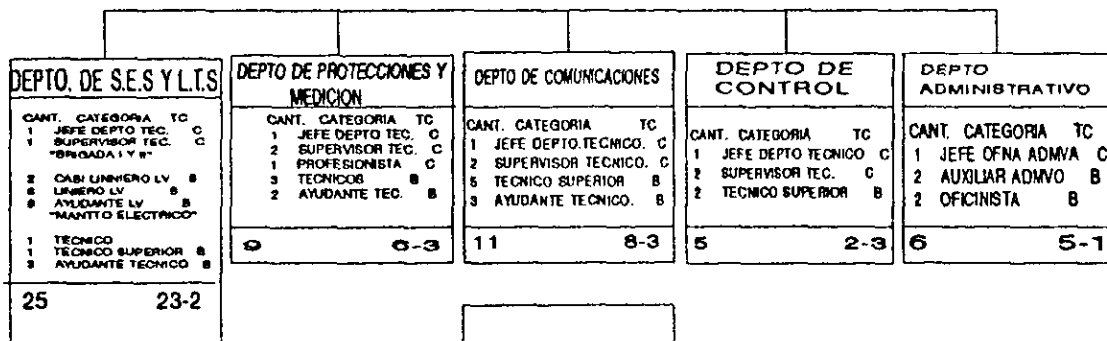 DEPTO. DE S.E.S Y L.T.S
CANT. CATEGORIA TC
1 JEFE DEPTO TEC. C
1 SUPERVISOR TEC. C
"BRIGADA I Y II"
2 CABI LINNIERO LV B
6 LINIERO LV B
AYUDANTE LV B
"MANTTO ELECTRICO"
1 TECNICO
1 TECNICO SUPERIOR B
3 AYUDANTE TECNICO B
25 23-2
DEPTO DE PROTECCIONES Y
MEDICION
CANT. CATEGORIA TC
1 JEFE DEPTO TEC. C
2 SUPERVISOR TEC. C
1 PROFESIONISTA C
3 TECNICOS B
2 AYUDANTE TEC. B
9 6-3
DEPTO DE COMUNICACIONES
CANT. CATEGORIA TC
1 JEFE DEPTO.TECNICO. C
2 SUPERVISOR TECNICO. C
5 TECNICO SUPERIOR B
3 AYUDANTE TECNICO. B
11 8-3
DEPTO DE
CONTROL
CANT. CATEGORIA TC
1 JEFE DEPTO TECNICO C
2 SUPERVISOR TEC. C
2 TECNICO SUPERIOR B
5 2-3
DEPTO
ADMINISTRATIVO
CANT. CATEGORIA TC
1 JEFE OFNA ADMVA C
2 AUXILIAR ADMVO B
2 OFICINISTA B
6 5-1